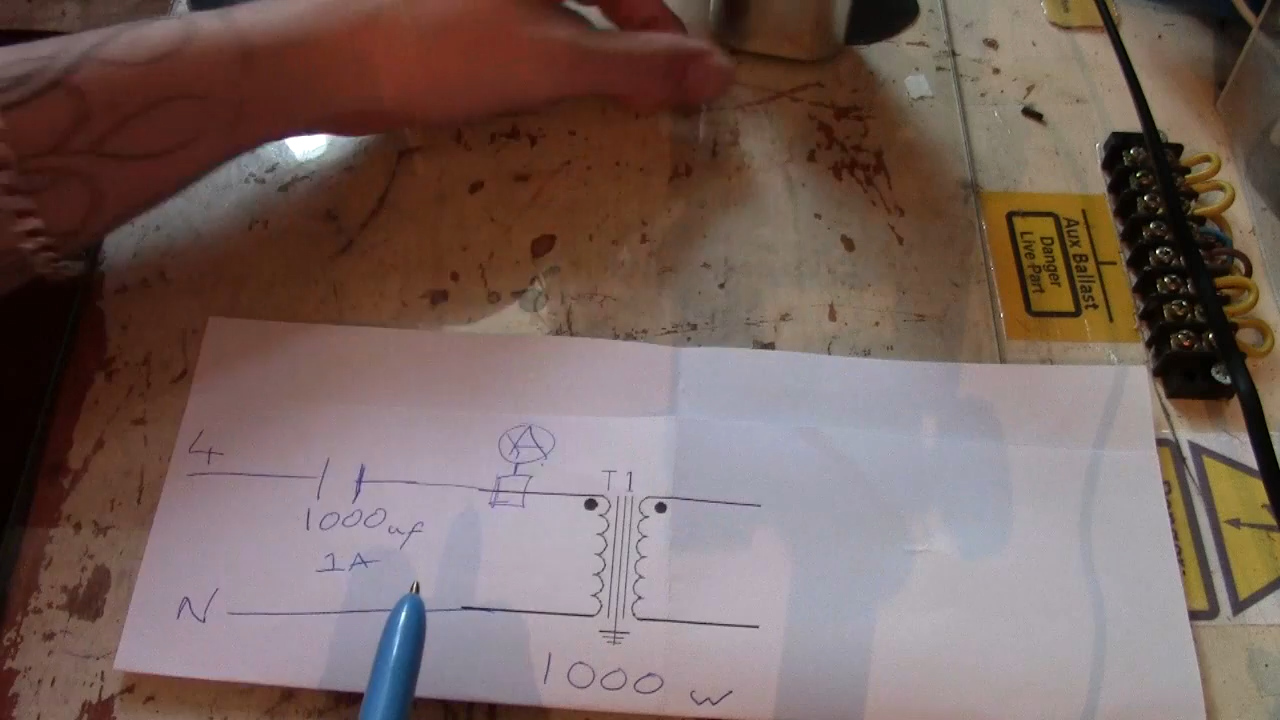 Aux Ballast
Danger
Live Part
A
T1
1000uf
1A
N
1000 w